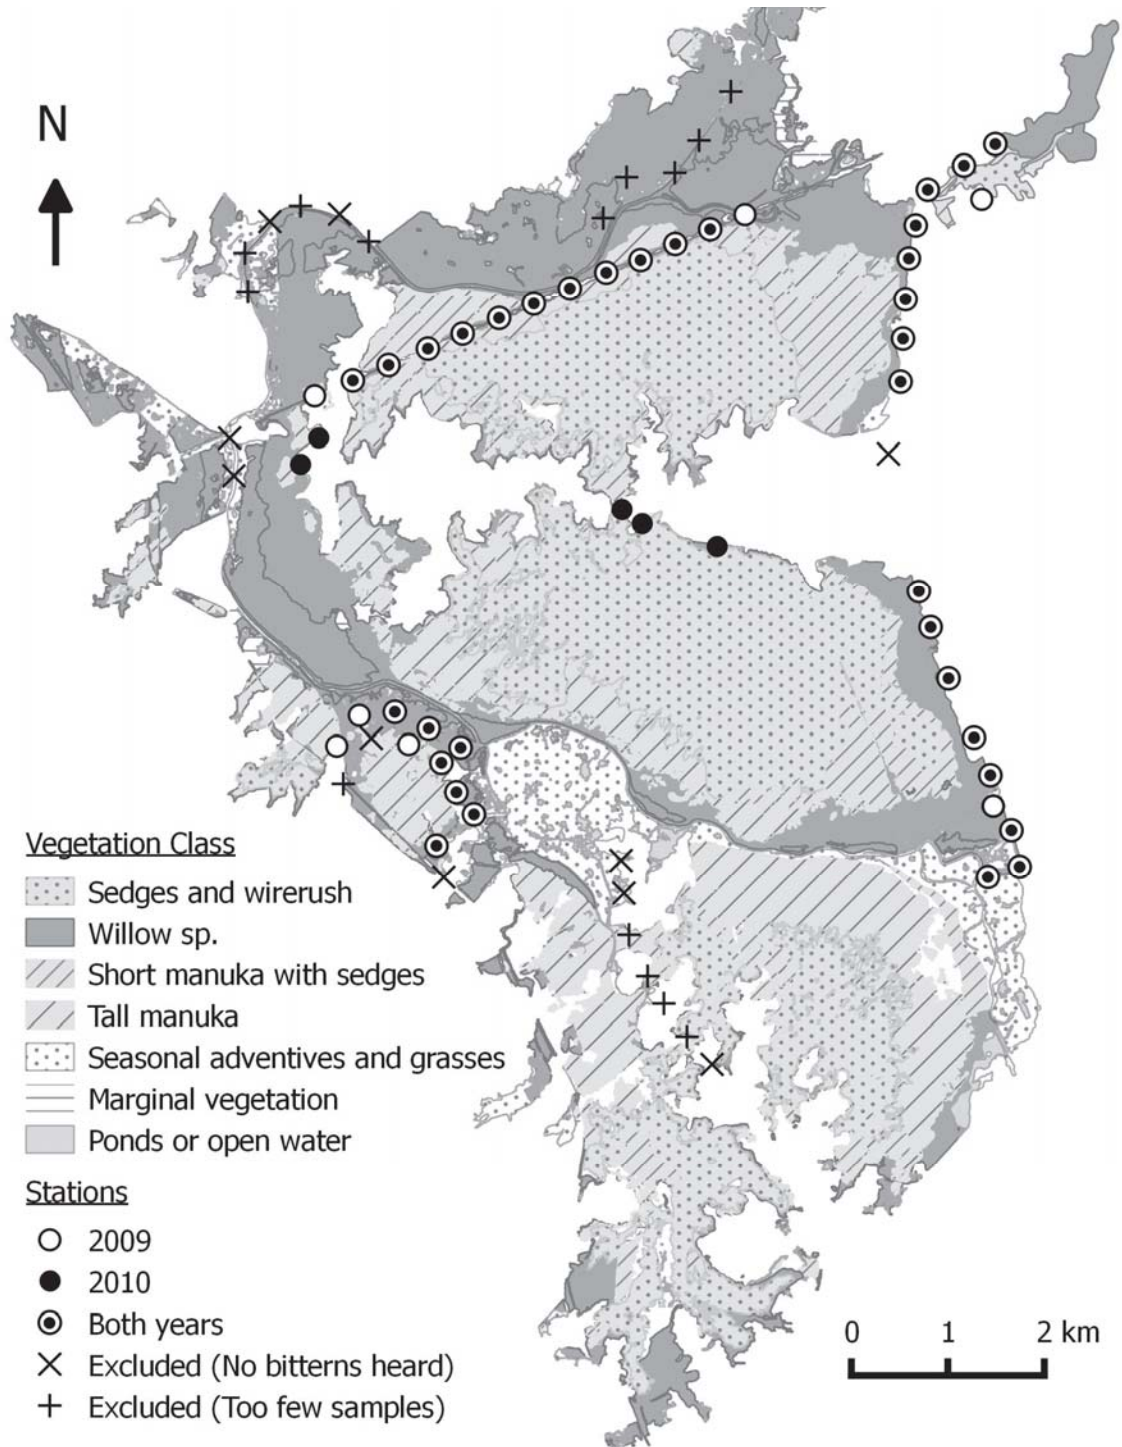 N
Vegetation Class
Sedges and wirerush
Willow sp.
Short manuka with sedges
Tall manuka
Seasonal adventives and grasses
Marginal vegetation
Ponds or open water
Stations
2009
2010
Both years
Excluded (No bitterns heard)
Excluded (Too few samples)
0 1 2 km